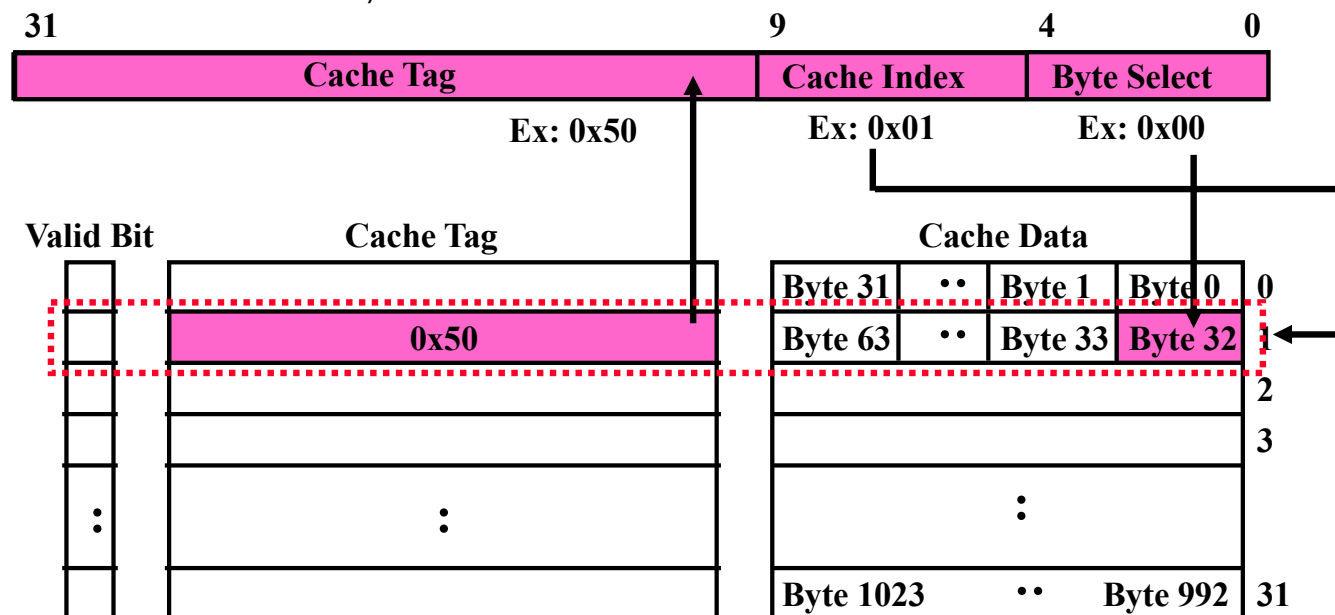 31 9 4 0
Cache Tag Cache Index Byte Select
Ex: 0x50 Ex: 0x01 Ex: 0x00
Valid Bit Cache Tag Cache Data
Byte 31 ·· Byte 1 Byte 0 0
0x50 Byte 63 ·· Byte 33 Byte 32 1
2
3
: : :
Byte 1023 ·· Byte 992 31